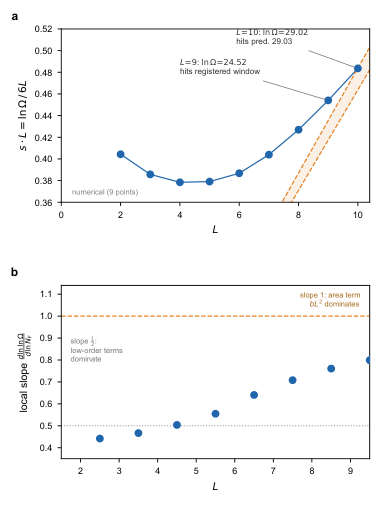 a
0.52
0.50
0.48
0.46
0.44
0.42
0.40
0.38
0.36
s · L = ln Ω / 6L
L=10: ln Ω=29.02
hits pred. 29.03
L=9: ln Ω=24.52
hits registered window
numerical (9 points)
0 2 4 6 8 10
L
b
1.1
1.0
0.9
0.8
0.7
0.6
0.5
0.4
local slope d ln ln Ω / d ln N_F
slope 1: area term
bL² dominates
slope ½:
low-order terms
dominate
2 3 4 5 6 7 8 9
L